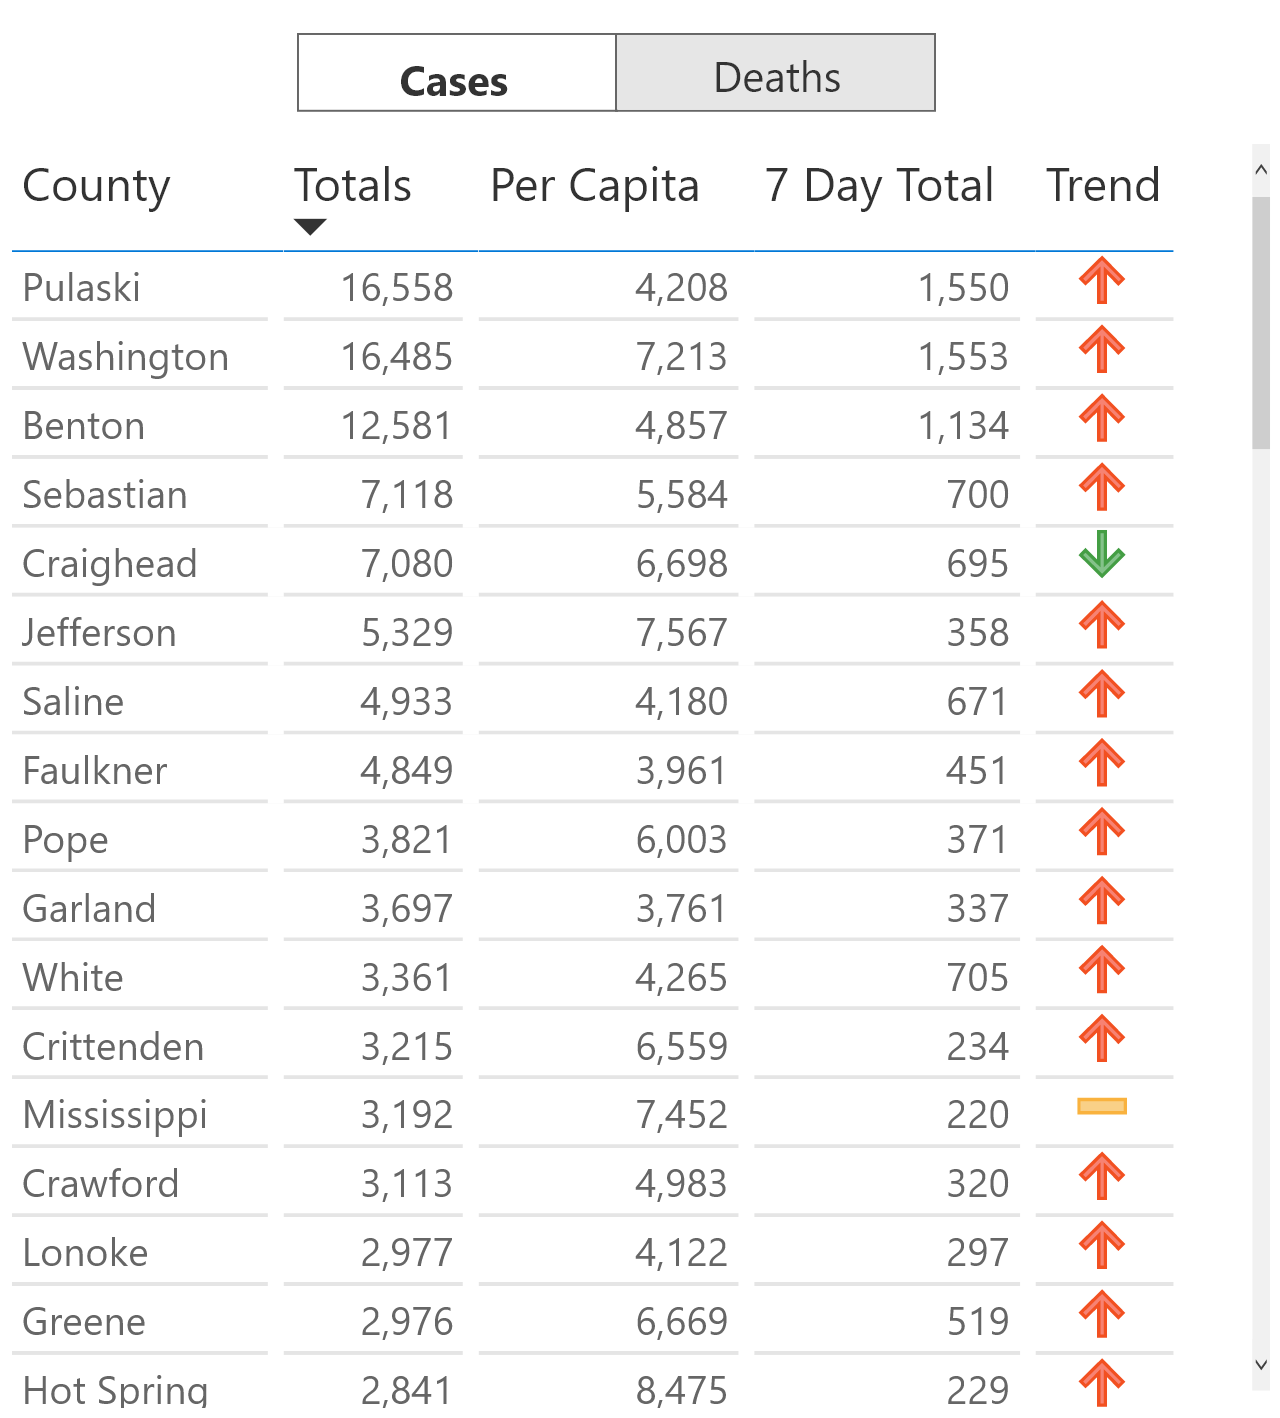 Cases Deaths
County Totals Per Capita 7 Day Total Trend
Pulaski 16,558 4,208 1,550
Washington 16,485 7,213 1,553
Benton 12,581 4,857 1,134
Sebastian 7,118 5,584 700
Craighead 7,080 6,698 695
Jefferson 5,329 7,567 358
Saline 4,933 4,180 671
Faulkner 4,849 3,961 451
Pope 3,821 6,003 371
Garland 3,697 3,761 337
White 3,361 4,265 705
Crittenden 3,215 6,559 234
Mississippi 3,192 7,452 220
Crawford 3,113 4,983 320
Lonoke 2,977 4,122 297
Greene 2,976 6,669 519
Hot Spring 2,841 8,475 229